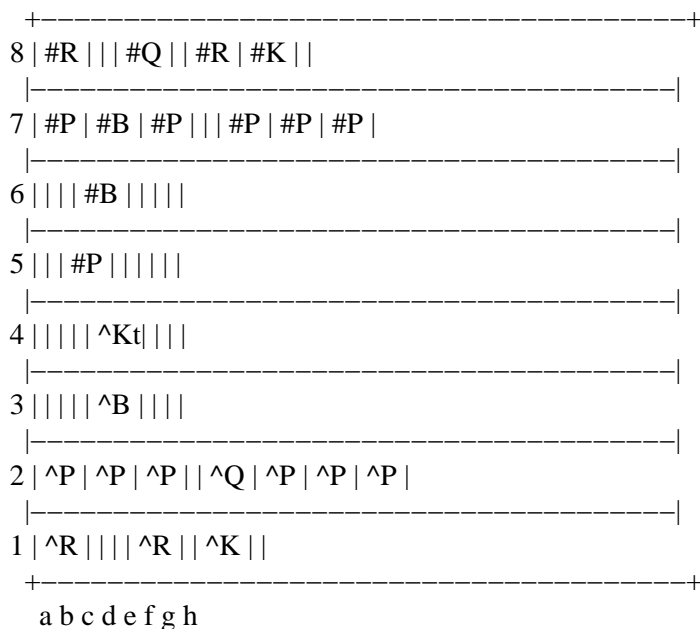 +---------------------------------------+
8 | #R | | | #Q | | #R | #K | |
|---------------------------------------|
7 | #P | #B | #P | | | #P | #P | #P |
|---------------------------------------|
6 | | | | #B | | | | |
|---------------------------------------|
5 | | | #P | | | | | |
|---------------------------------------|
4 | | | | | ^Kt| | | |
|---------------------------------------|
3 | | | | | ^B | | | |
|---------------------------------------|
2 | ^P | ^P | ^P | | ^Q | ^P | ^P | ^P |
|---------------------------------------|
1 | ^R | | | | ^R | | ^K | |
+---------------------------------------+
a b c d e f g h